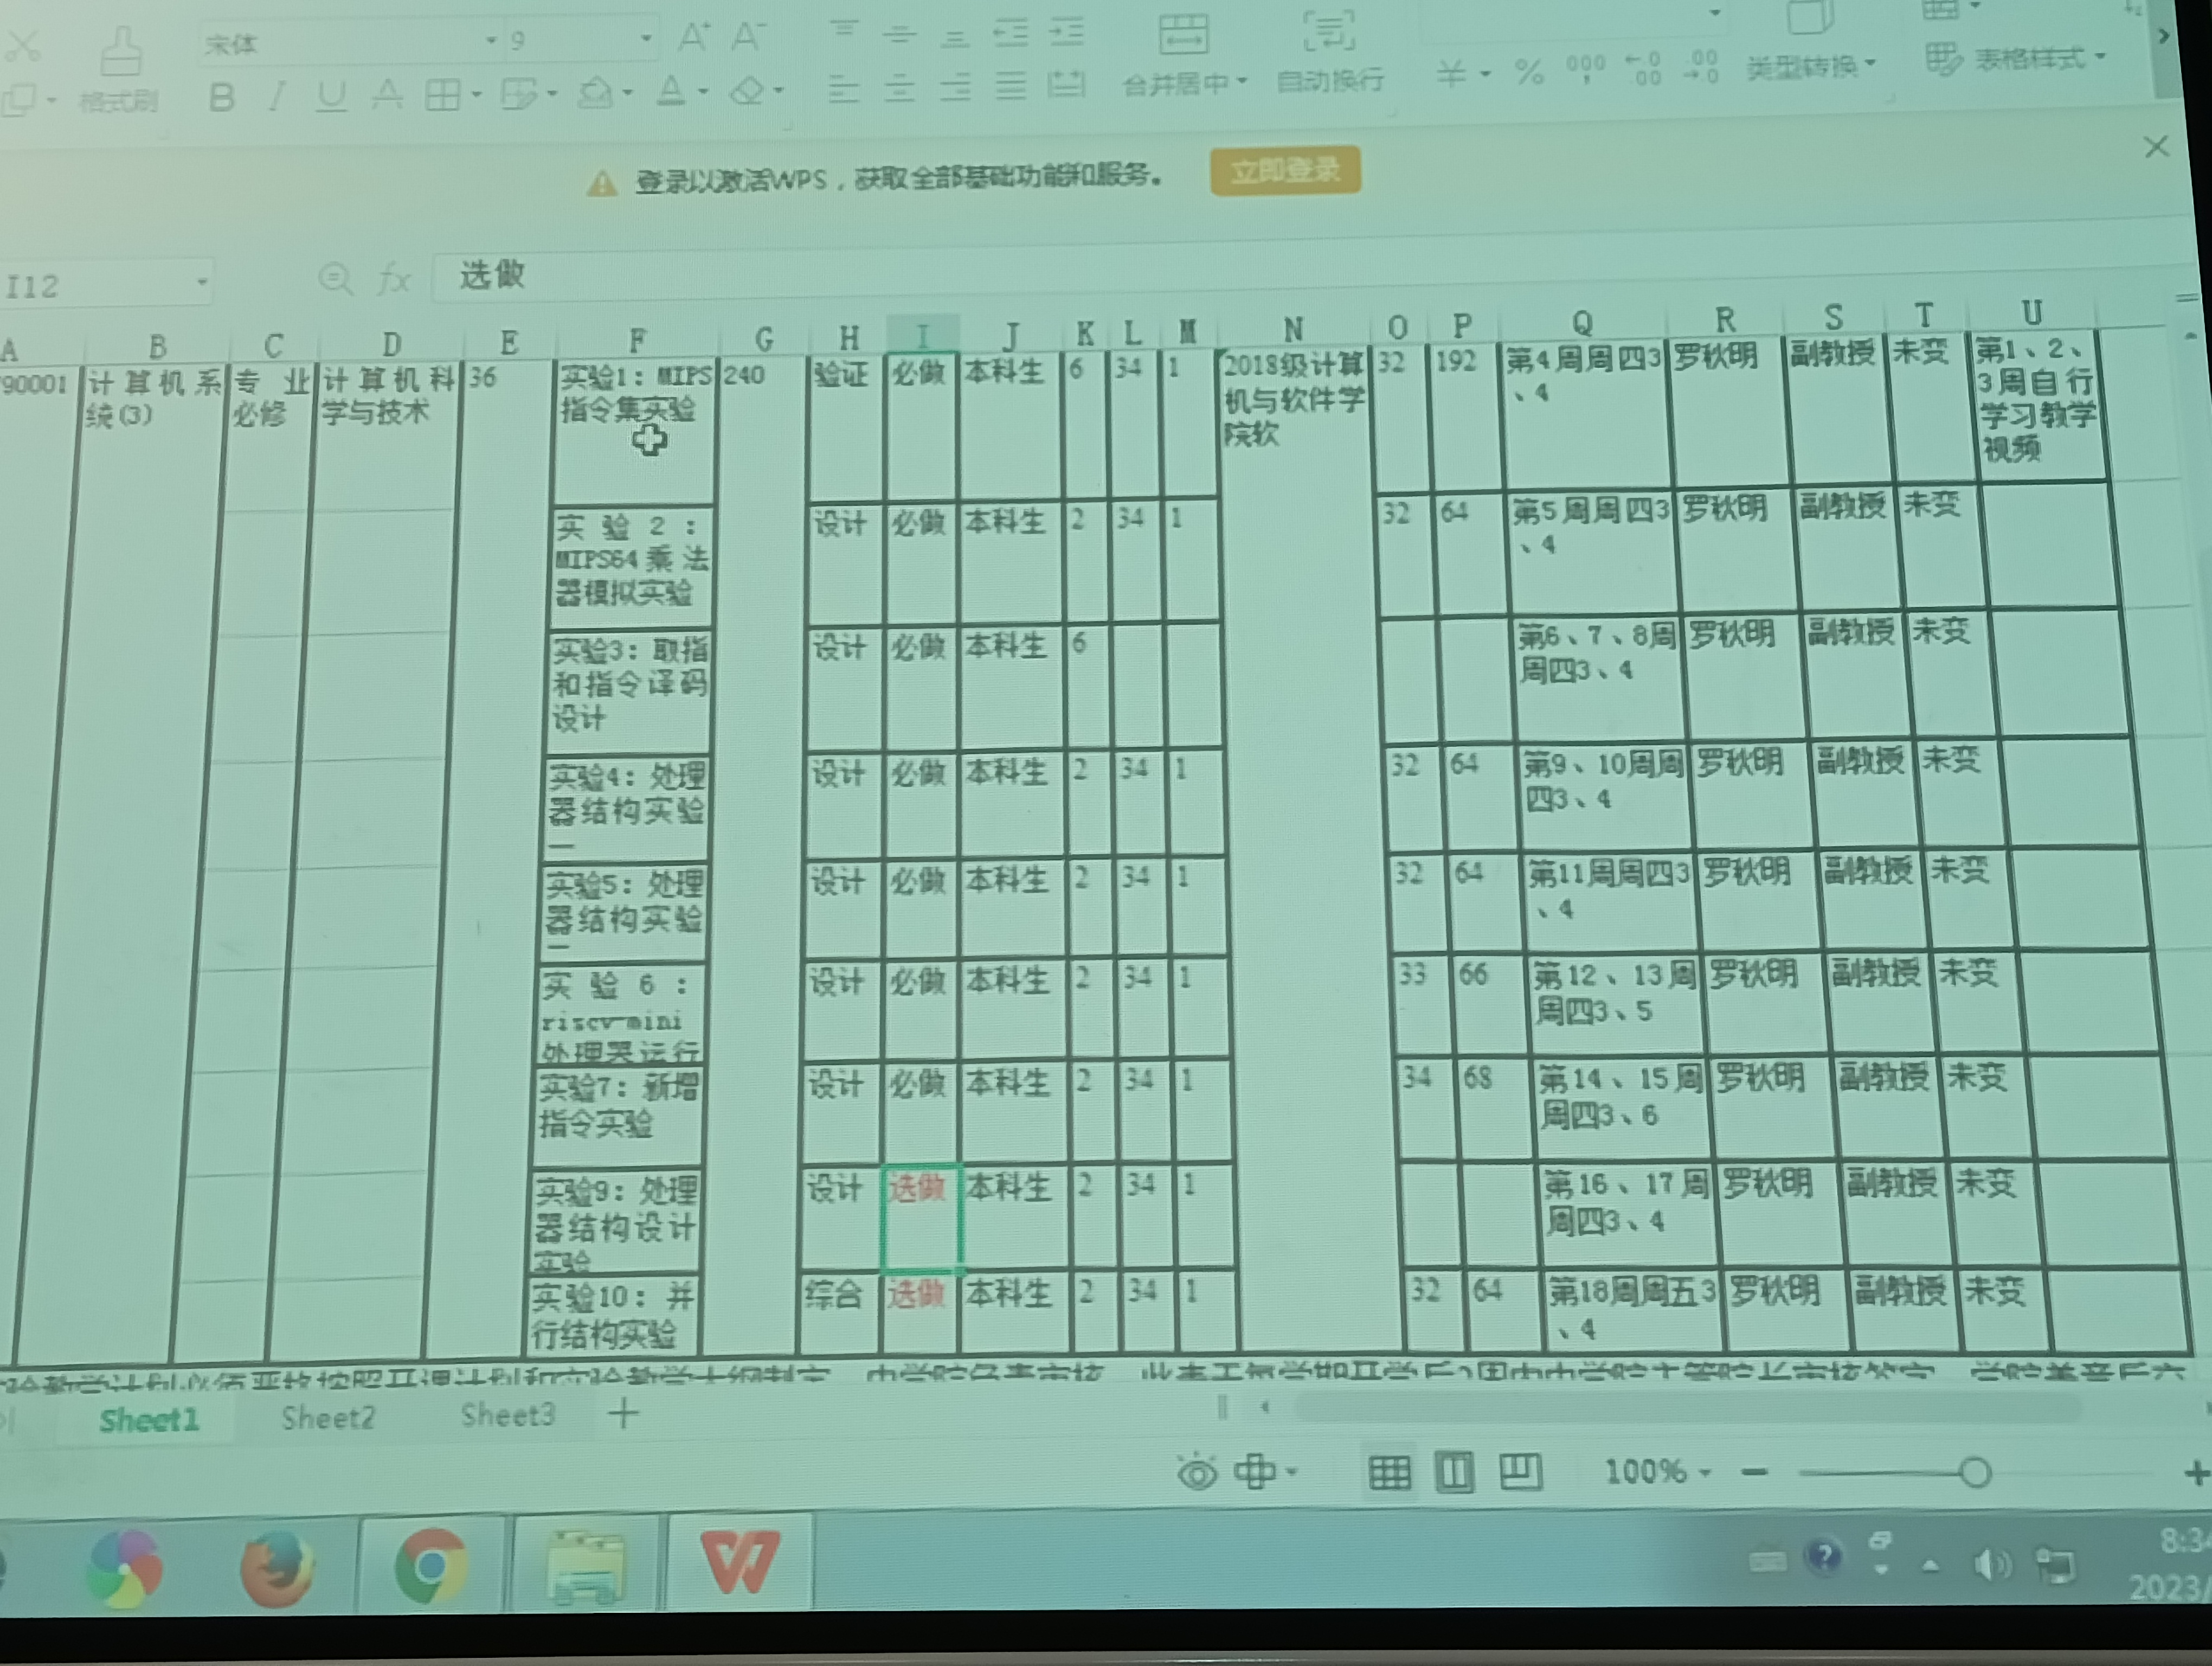 宋体 9 A+ A-
格式刷 B I U A A 合并居中 自动换行 ¥ % 000 ←.0 .00 .00 →.0 类型转换 表格样式
登录以激活WPS，获取全部基础功能和服务。 立即登录
I12 fx 选做
A B C D E F G H I J K L M N O P Q R S T U
90001 计算机系 专业 计算机科 36 实验1：MIPS 240 验证 必做 本科生 6 34 1 2018级计算 32 192 第4周周四3 罗秋明 副教授 未变 第1、2、
统(3) 必修 学与技术 指令集实验 机与软件学 、4 3周自行
院软 学习教学
视频
实验2： 设计 必做 本科生 2 34 1 32 64 第5周周四3 罗秋明 副教授 未变
MIPS64乘法 、4
器模拟实验
实验3：取指 设计 必做 本科生 6 第6、7、8周 罗秋明 副教授 未变
和指令译码 周四3、4
设计
实验4：处理 设计 必做 本科生 2 34 1 32 64 第9、10周周 罗秋明 副教授 未变
器结构实验 四3、4
一
实验5：处理 设计 必做 本科生 2 34 1 32 64 第11周周四3 罗秋明 副教授 未变
器结构实验 、4
实验6： 设计 必做 本科生 2 34 1 33 66 第12、13周 罗秋明 副教授 未变
riscv-mini 周四3、5
处理器运行
实验7：新增 设计 必做 本科生 2 34 1 34 68 第14、15周 罗秋明 副教授 未变
指令实验 周四3、6
实验9：处理 设计 选做 本科生 2 34 1 第16、17周 罗秋明 副教授 未变
器结构设计 周四3、4
实验
实验10：并 综合 选做 本科生 2 34 1 32 64 第18周周五3 罗秋明 副教授 未变
行结构实验 、4
Sheet1 Sheet2 Sheet3 +
100% - +
8:34
2023/